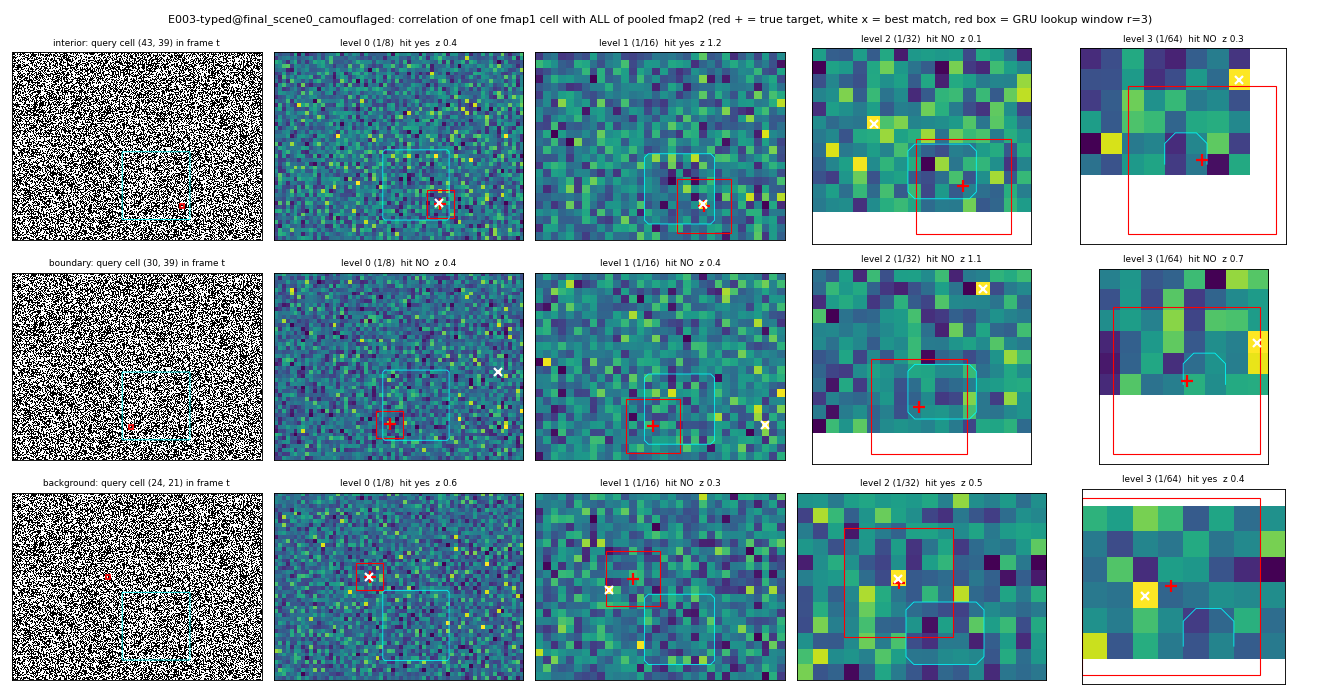 E003-typed@final_scene0_camouflaged: correlation of one fmap1 cell with ALL of pooled fmap2 (red + = true target, white x = best match, red box = GRU lookup window r=3)
interior: query cell (43, 39) in frame t
level 0 (1/8)  hit yes  z 0.4
level 1 (1/16)  hit yes  z 1.2
level 2 (1/32)  hit NO  z 0.1
level 3 (1/64)  hit NO  z 0.3
boundary: query cell (30, 39) in frame t
level 0 (1/8)  hit NO  z 0.4
level 1 (1/16)  hit NO  z 0.4
level 2 (1/32)  hit NO  z 1.1
level 3 (1/64)  hit NO  z 0.7
background: query cell (24, 21) in frame t
level 0 (1/8)  hit yes  z 0.6
level 1 (1/16)  hit NO  z 0.3
level 2 (1/32)  hit yes  z 0.5
level 3 (1/64)  hit yes  z 0.4